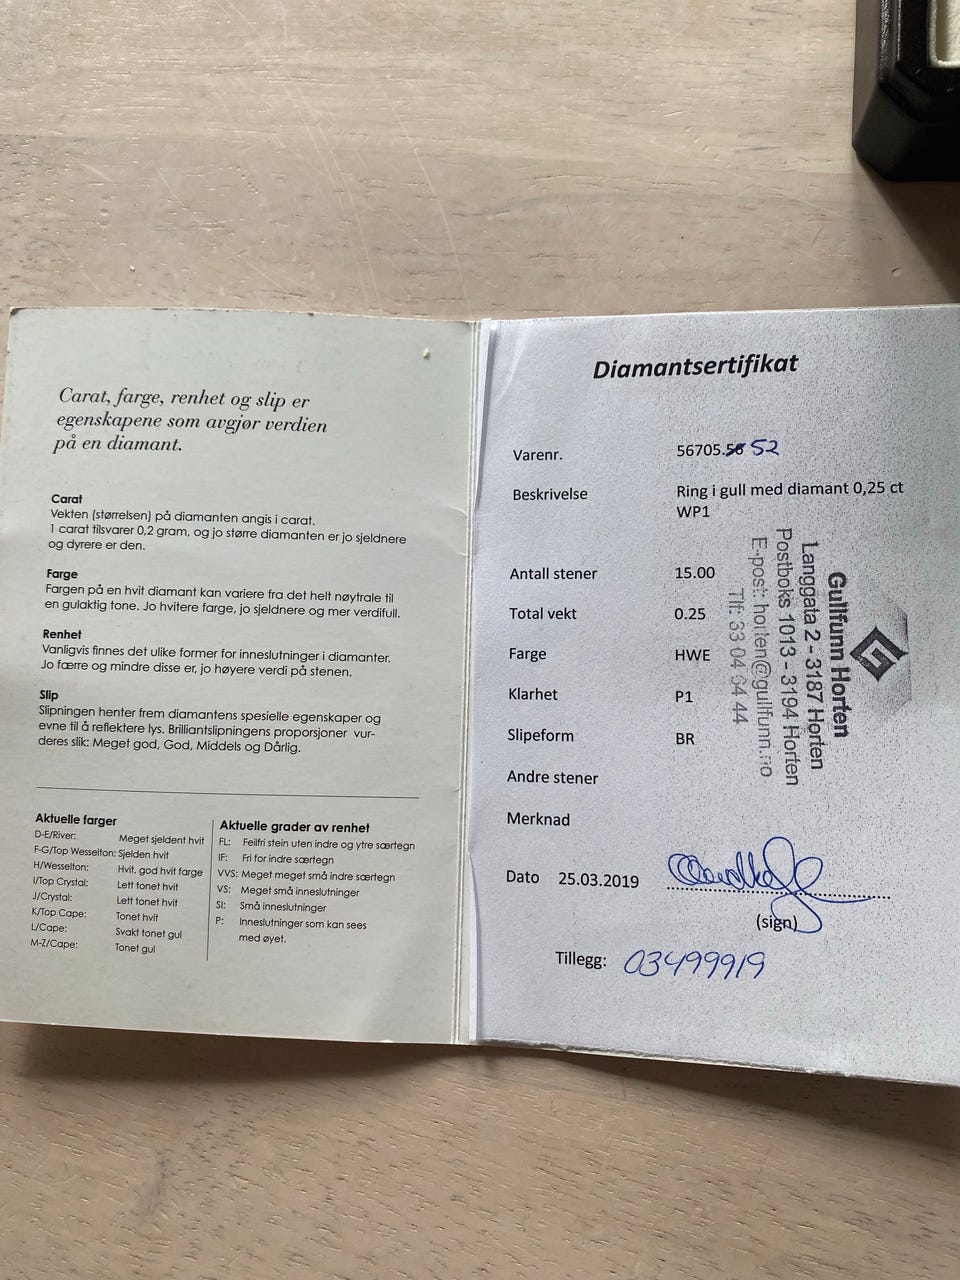 Carat, farge, renhet og slip er
egenskapene som avgjør verdien
på en diamant.
Carat
Vekten (størrelsen) på diamanten angis i carat.
1 carat tilsvarer 0,2 gram, og jo større diamanten er jo sjeldnere
og dyrere er den.
Farge
Fargen på en hvit diamant kan variere fra det helt nøytrale til
en gulaktig tone. Jo hvitere farge, jo sjeldnere og mer verdifull.
Renhet
Vanligvis finnes det ulike former for inneslutninger i diamanter.
Jo færre og mindre disse er, jo høyere verdi på stenen.
Slip
Slipningen henter frem diamantens spesielle egenskaper og
evne til å reflektere lys. Brilliantslipningens proporsjoner vur-
deres slik: Meget god, God, Middels og Dårlig.
Aktuelle farger
D-E/River: Meget sjeldent hvit
F-G/Top Wesselton: Sjelden hvit
H/Wesselton: Hvit, god hvit farge
I/Top Crystal: Lett tonet hvit
J/Crystal: Lett tonet hvit
K/Top Cape: Tonet hvit
L/Cape: Svakt tonet gul
M-Z/Cape: Tonet gul
Aktuelle grader av renhet
FL: Feilfri stein uten indre og ytre særtegn
IF: Fri for indre særtegn
VVS: Meget meget små indre særtegn
VS: Meget små inneslutninger
SI: Små inneslutninger
P: Inneslutninger som kan sees
med øyet.
Diamantsertifikat
Varenr. 56705.56 52
Beskrivelse Ring i gull med diamant 0,25 ct
WP1
Antall stener 15.00
Total vekt 0.25
Farge HWE
Klarhet P1
Slipeform BR
Andre stener
Merknad
Dato 25.03.2019
(sign)
Tillegg: 03499919
G
Gullfunn Horten
Langgata 2 - 3187 Horten
Postboks 1013 - 3194 Horten
E-post: horten@gullfunn.no
Tlf: 33 04 64 44